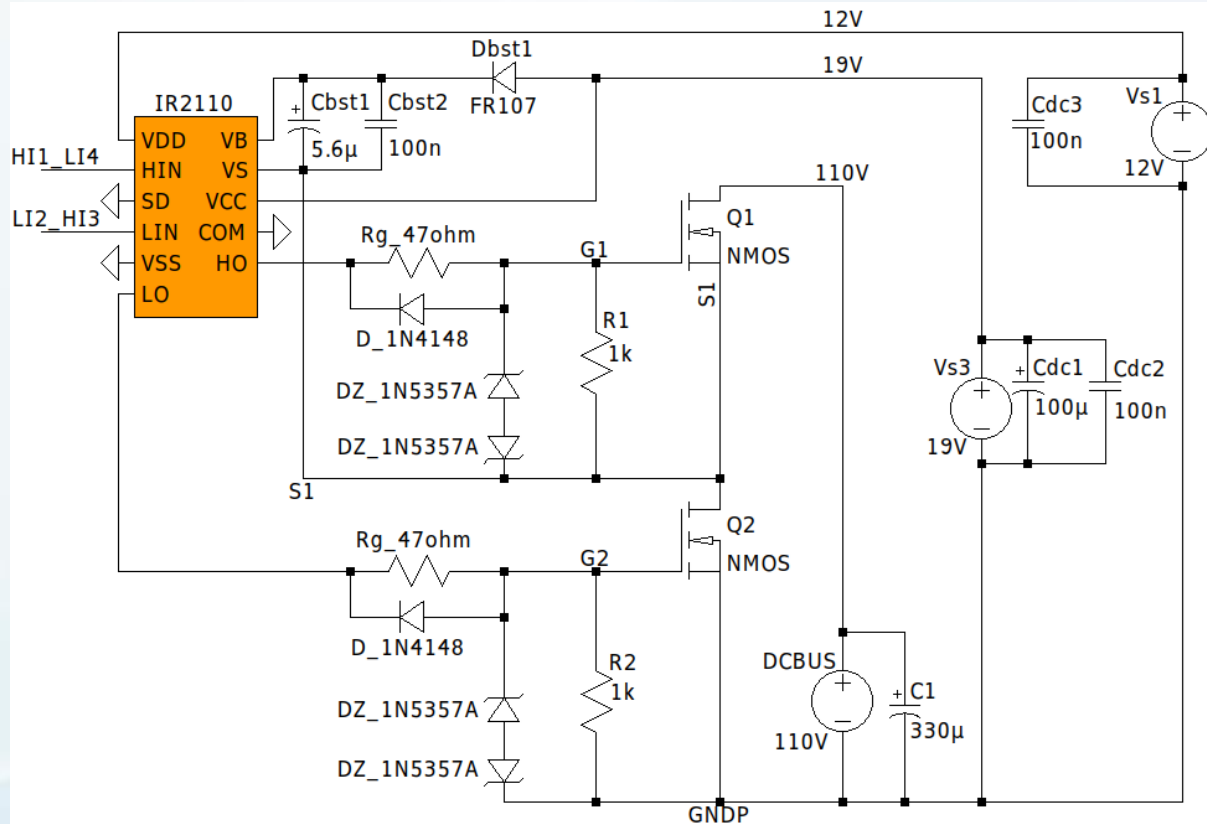 12V
Dbst1
19V
FR107
IR2110
Cbst1
Cbst2
5.6µ
100n
+
Cdc3
100n
Vs1
+
12V
HI1_LI4
LI2_HI3
VDD
VB
HIN
VS
SD
VCC
LIN
COM
VSS
HO
LO
110V
Q1
NMOS
Rg_47ohm
G1
S1
D_1N4148
R1
1k
DZ_1N5357A
DZ_1N5357A
S1
Vs3
+
19V
+
Cdc1
100µ
Cdc2
100n
Q2
NMOS
Rg_47ohm
G2
D_1N4148
R2
1k
DZ_1N5357A
DZ_1N5357A
DCBUS
+
110V
+
C1
330µ
GNDP